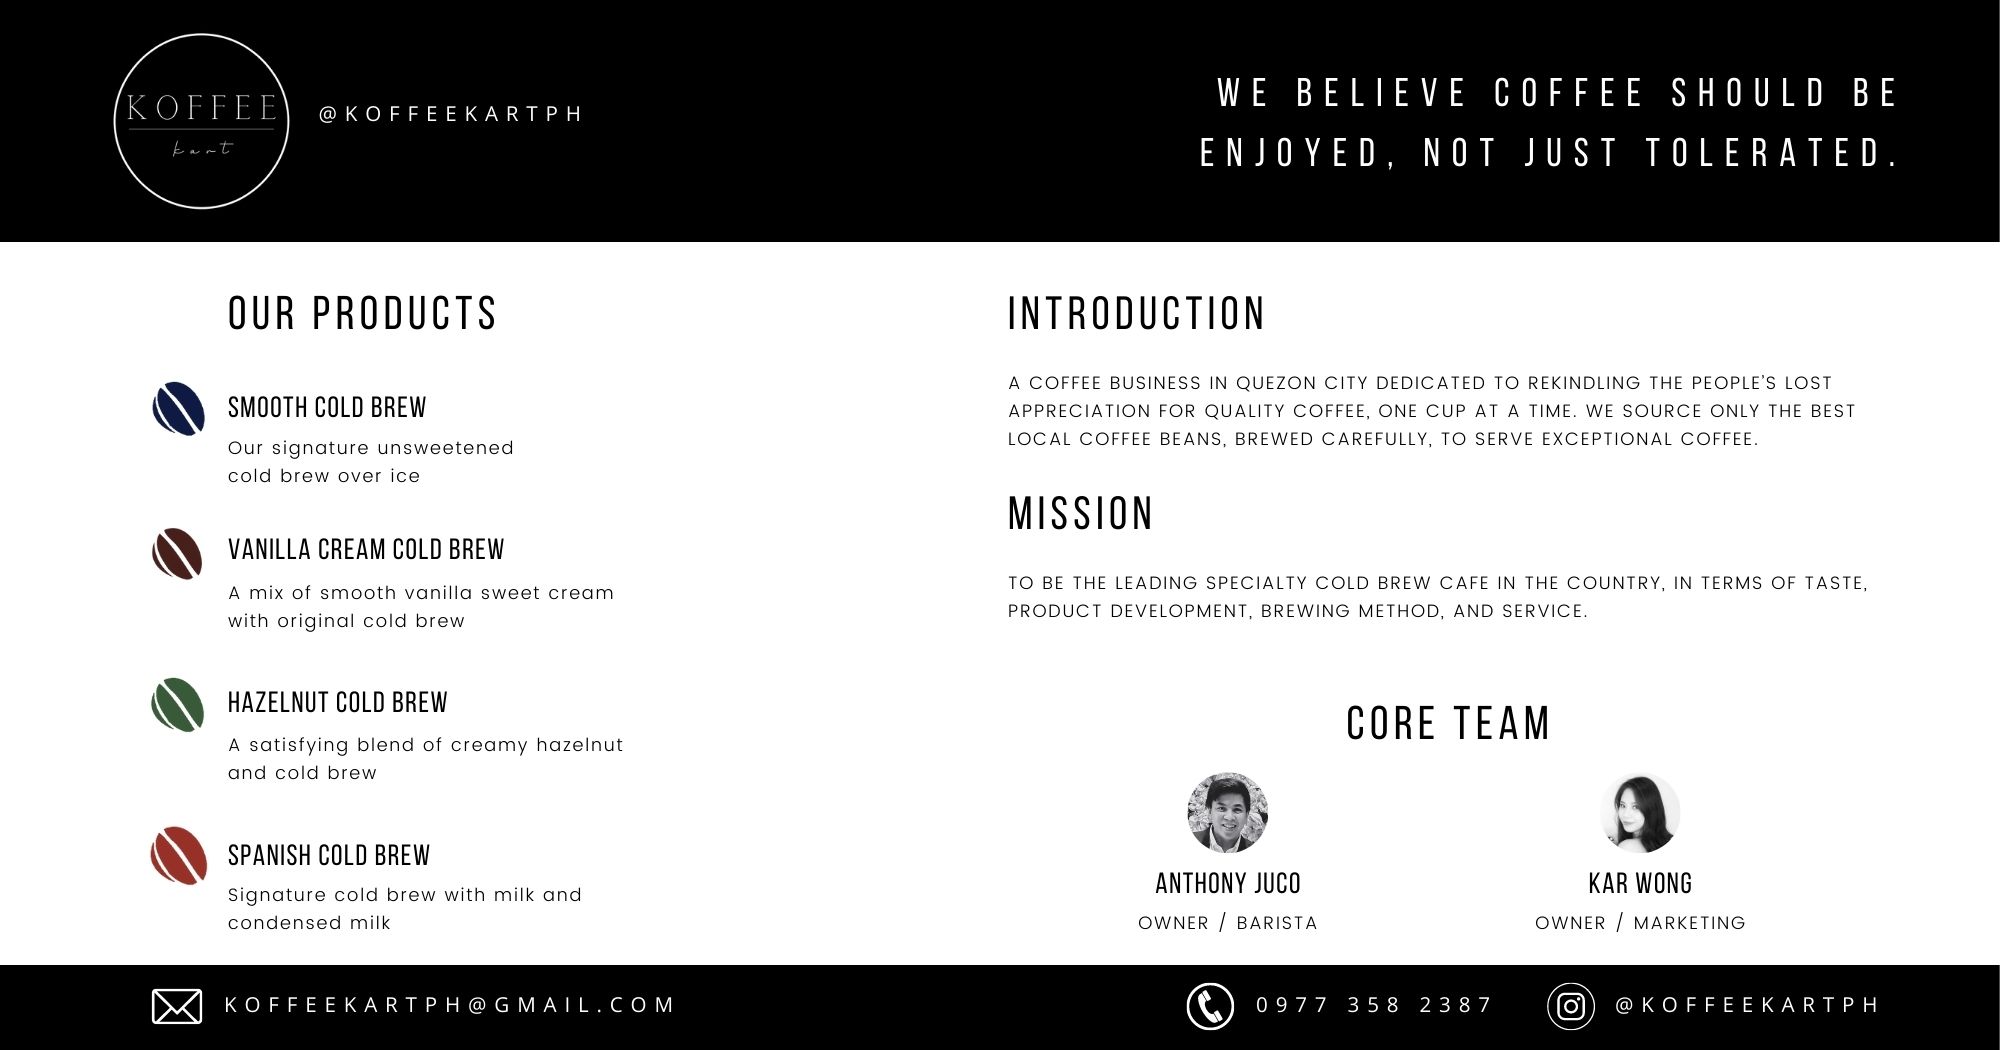 KOFFEE
kart
@KOFFEEKARTPH
WE BELIEVE COFFEE SHOULD BE
ENJOYED, NOT JUST TOLERATED.
OUR PRODUCTS
SMOOTH COLD BREW
Our signature unsweetened
cold brew over ice
VANILLA CREAM COLD BREW
A mix of smooth vanilla sweet cream
with original cold brew
HAZELNUT COLD BREW
A satisfying blend of creamy hazelnut
and cold brew
SPANISH COLD BREW
Signature cold brew with milk and
condensed milk
INTRODUCTION
A COFFEE BUSINESS IN QUEZON CITY DEDICATED TO REKINDLING THE PEOPLE'S LOST
APPRECIATION FOR QUALITY COFFEE, ONE CUP AT A TIME. WE SOURCE ONLY THE BEST
LOCAL COFFEE BEANS, BREWED CAREFULLY, TO SERVE EXCEPTIONAL COFFEE.
MISSION
TO BE THE LEADING SPECIALTY COLD BREW CAFE IN THE COUNTRY, IN TERMS OF TASTE,
PRODUCT DEVELOPMENT, BREWING METHOD, AND SERVICE.
CORE TEAM
ANTHONY JUCO
OWNER / BARISTA
KAR WONG
OWNER / MARKETING
KOFFEEKARTPH@GMAIL.COM
0977 358 2387
@KOFFEEKARTPH